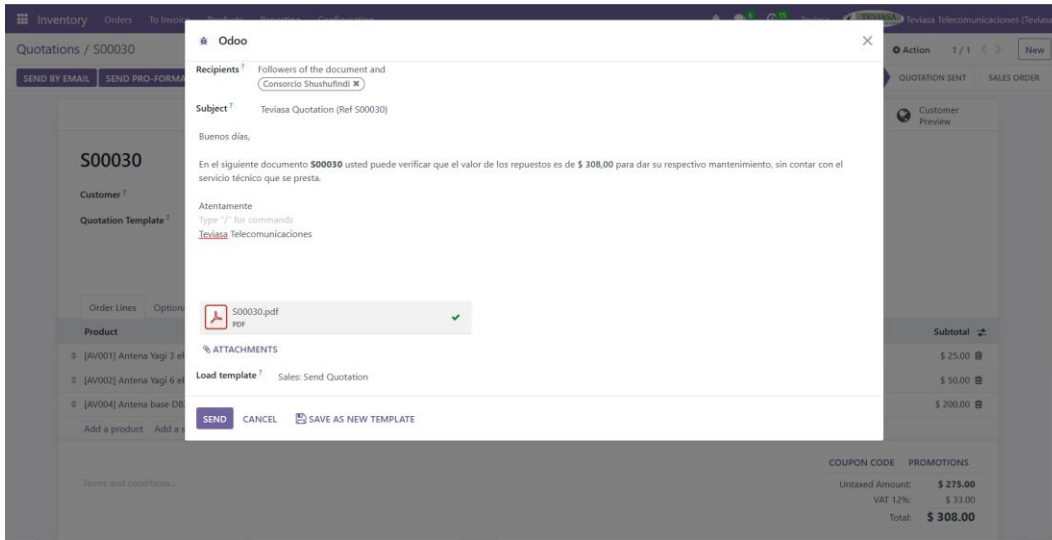 Inventory Orders To Invoice Products Reporting Configuration Teviasa Teviasa Telecomunicaciones
Quotations / S00030 Action 1 / 1 New
SEND BY EMAIL SEND PRO-FORMA QUOTATION SENT SALES ORDER
Customer Preview
S00030
Customer ?
Quotation Template ?
Odoo
Recipients ? Followers of the document and
Consorcio Shushufindi ✖
Subject ? Teviasa Quotation (Ref S00030)
Buenos días,
En el siguiente documento S00030 usted puede verificar que el valor de los repuestos es de $ 308,00 para dar su respectivo mantenimiento, sin contar con el
servicio técnico que se presta.
Atentamente
Type "/" for commands
Teviasa Telecomunicaciones
S00030.pdf
PDF
ATTACHMENTS
Load template ? Sales: Send Quotation
SEND CANCEL SAVE AS NEW TEMPLATE
Order Lines Optiona
Product Subtotal
[AV001] Antena Yagi 3 el $ 25.00
[AV002] Antena Yagi 6 el $ 50.00
[AV004] Antena base DB $ 200.00
Add a product Add a s
COUPON CODE PROMOTIONS
Terms and conditions...
Untaxed Amount: $ 275.00
VAT 12%: $ 33.00
Total: $ 308.00